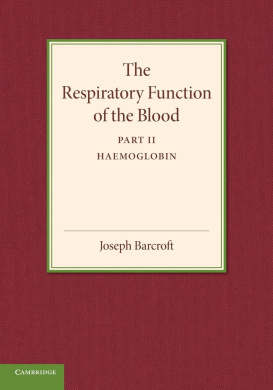 The
Respiratory Function
of the Blood
PART II
HAEMOGLOBIN
Joseph Barcroft
CAMBRIDGE